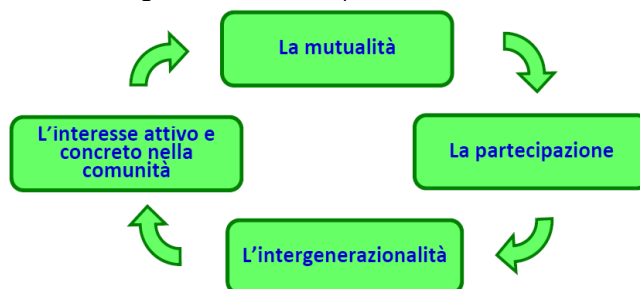 La mutualità
L'interesse attivo e
concreto nella
comunità
La partecipazione
L'intergenerazionalità